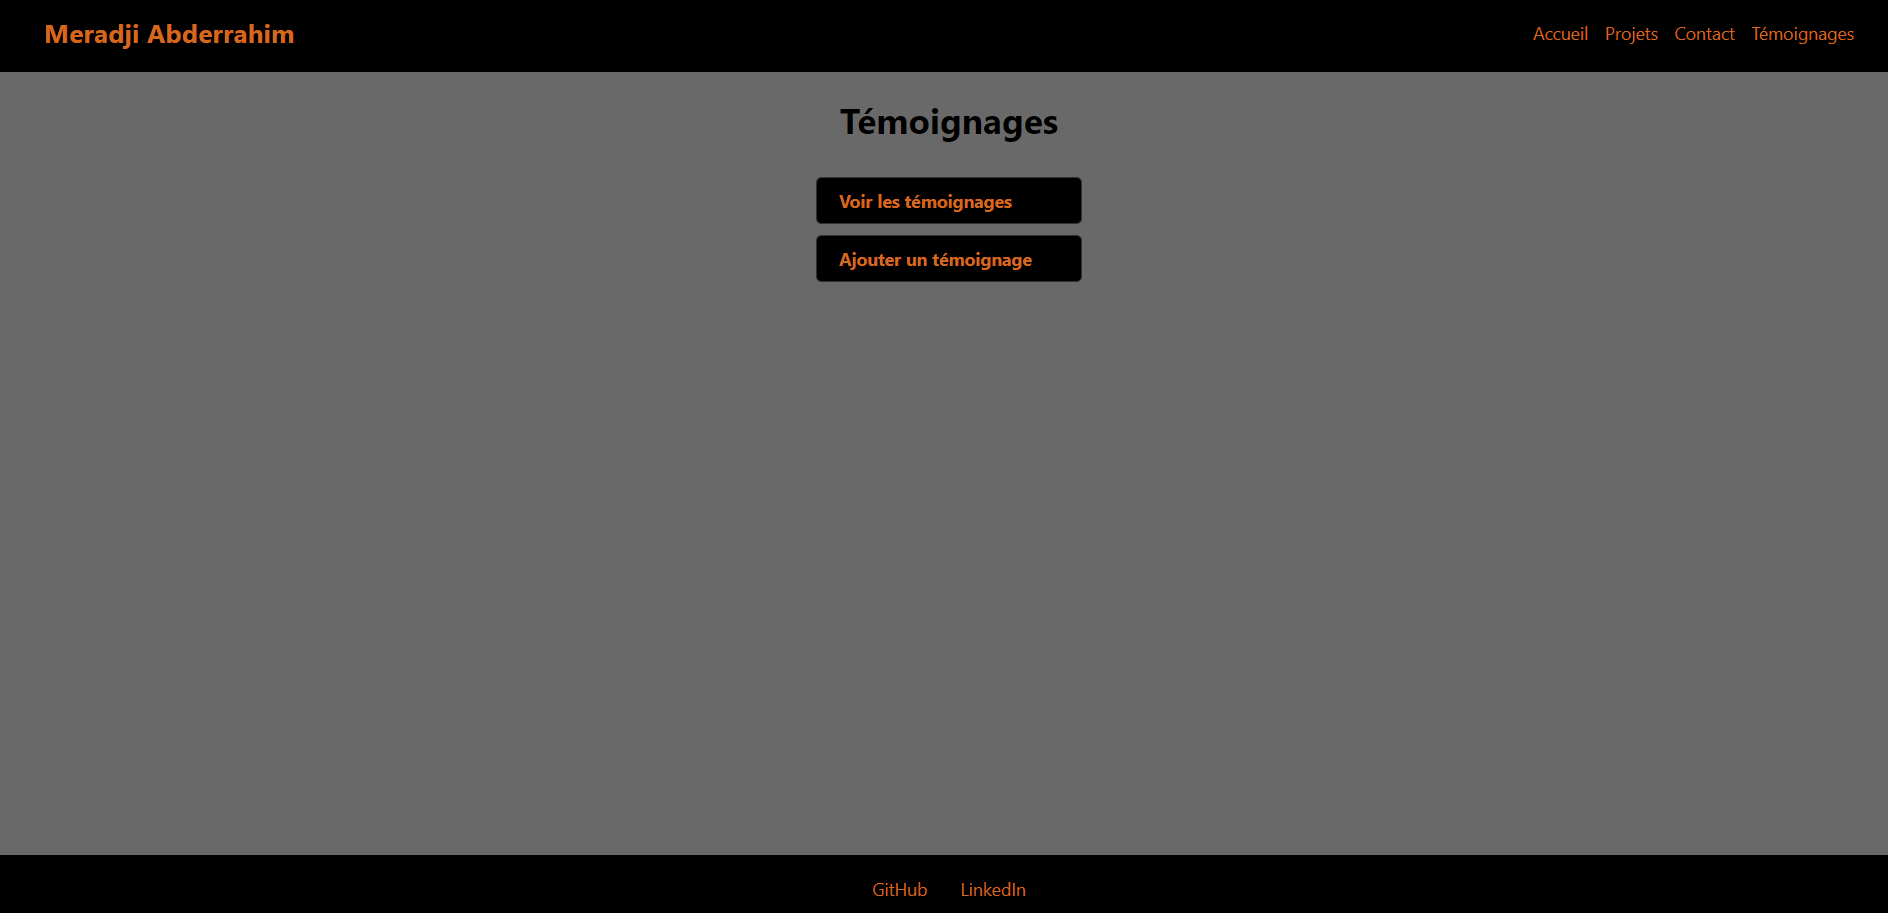 Meradji Abderrahim
Accueil Projets Contact Témoignages
Témoignages
Voir les témoignages
Ajouter un témoignage
GitHub LinkedIn